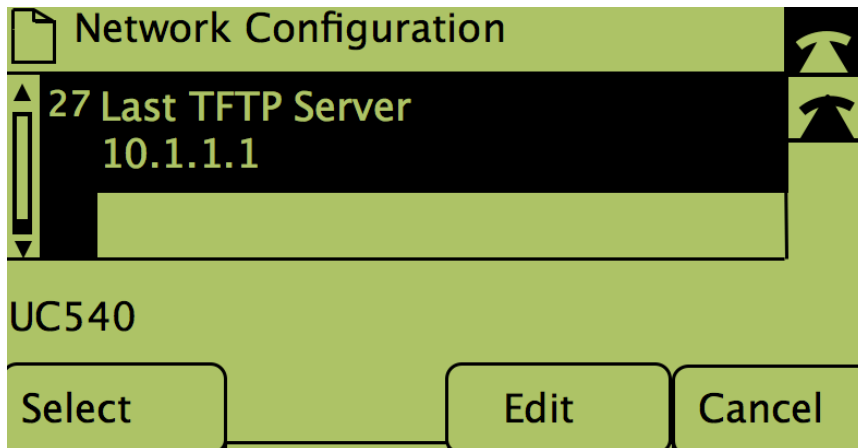 Network Configuration
27 Last TFTP Server
10.1.1.1
UC540
Select
Edit
Cancel